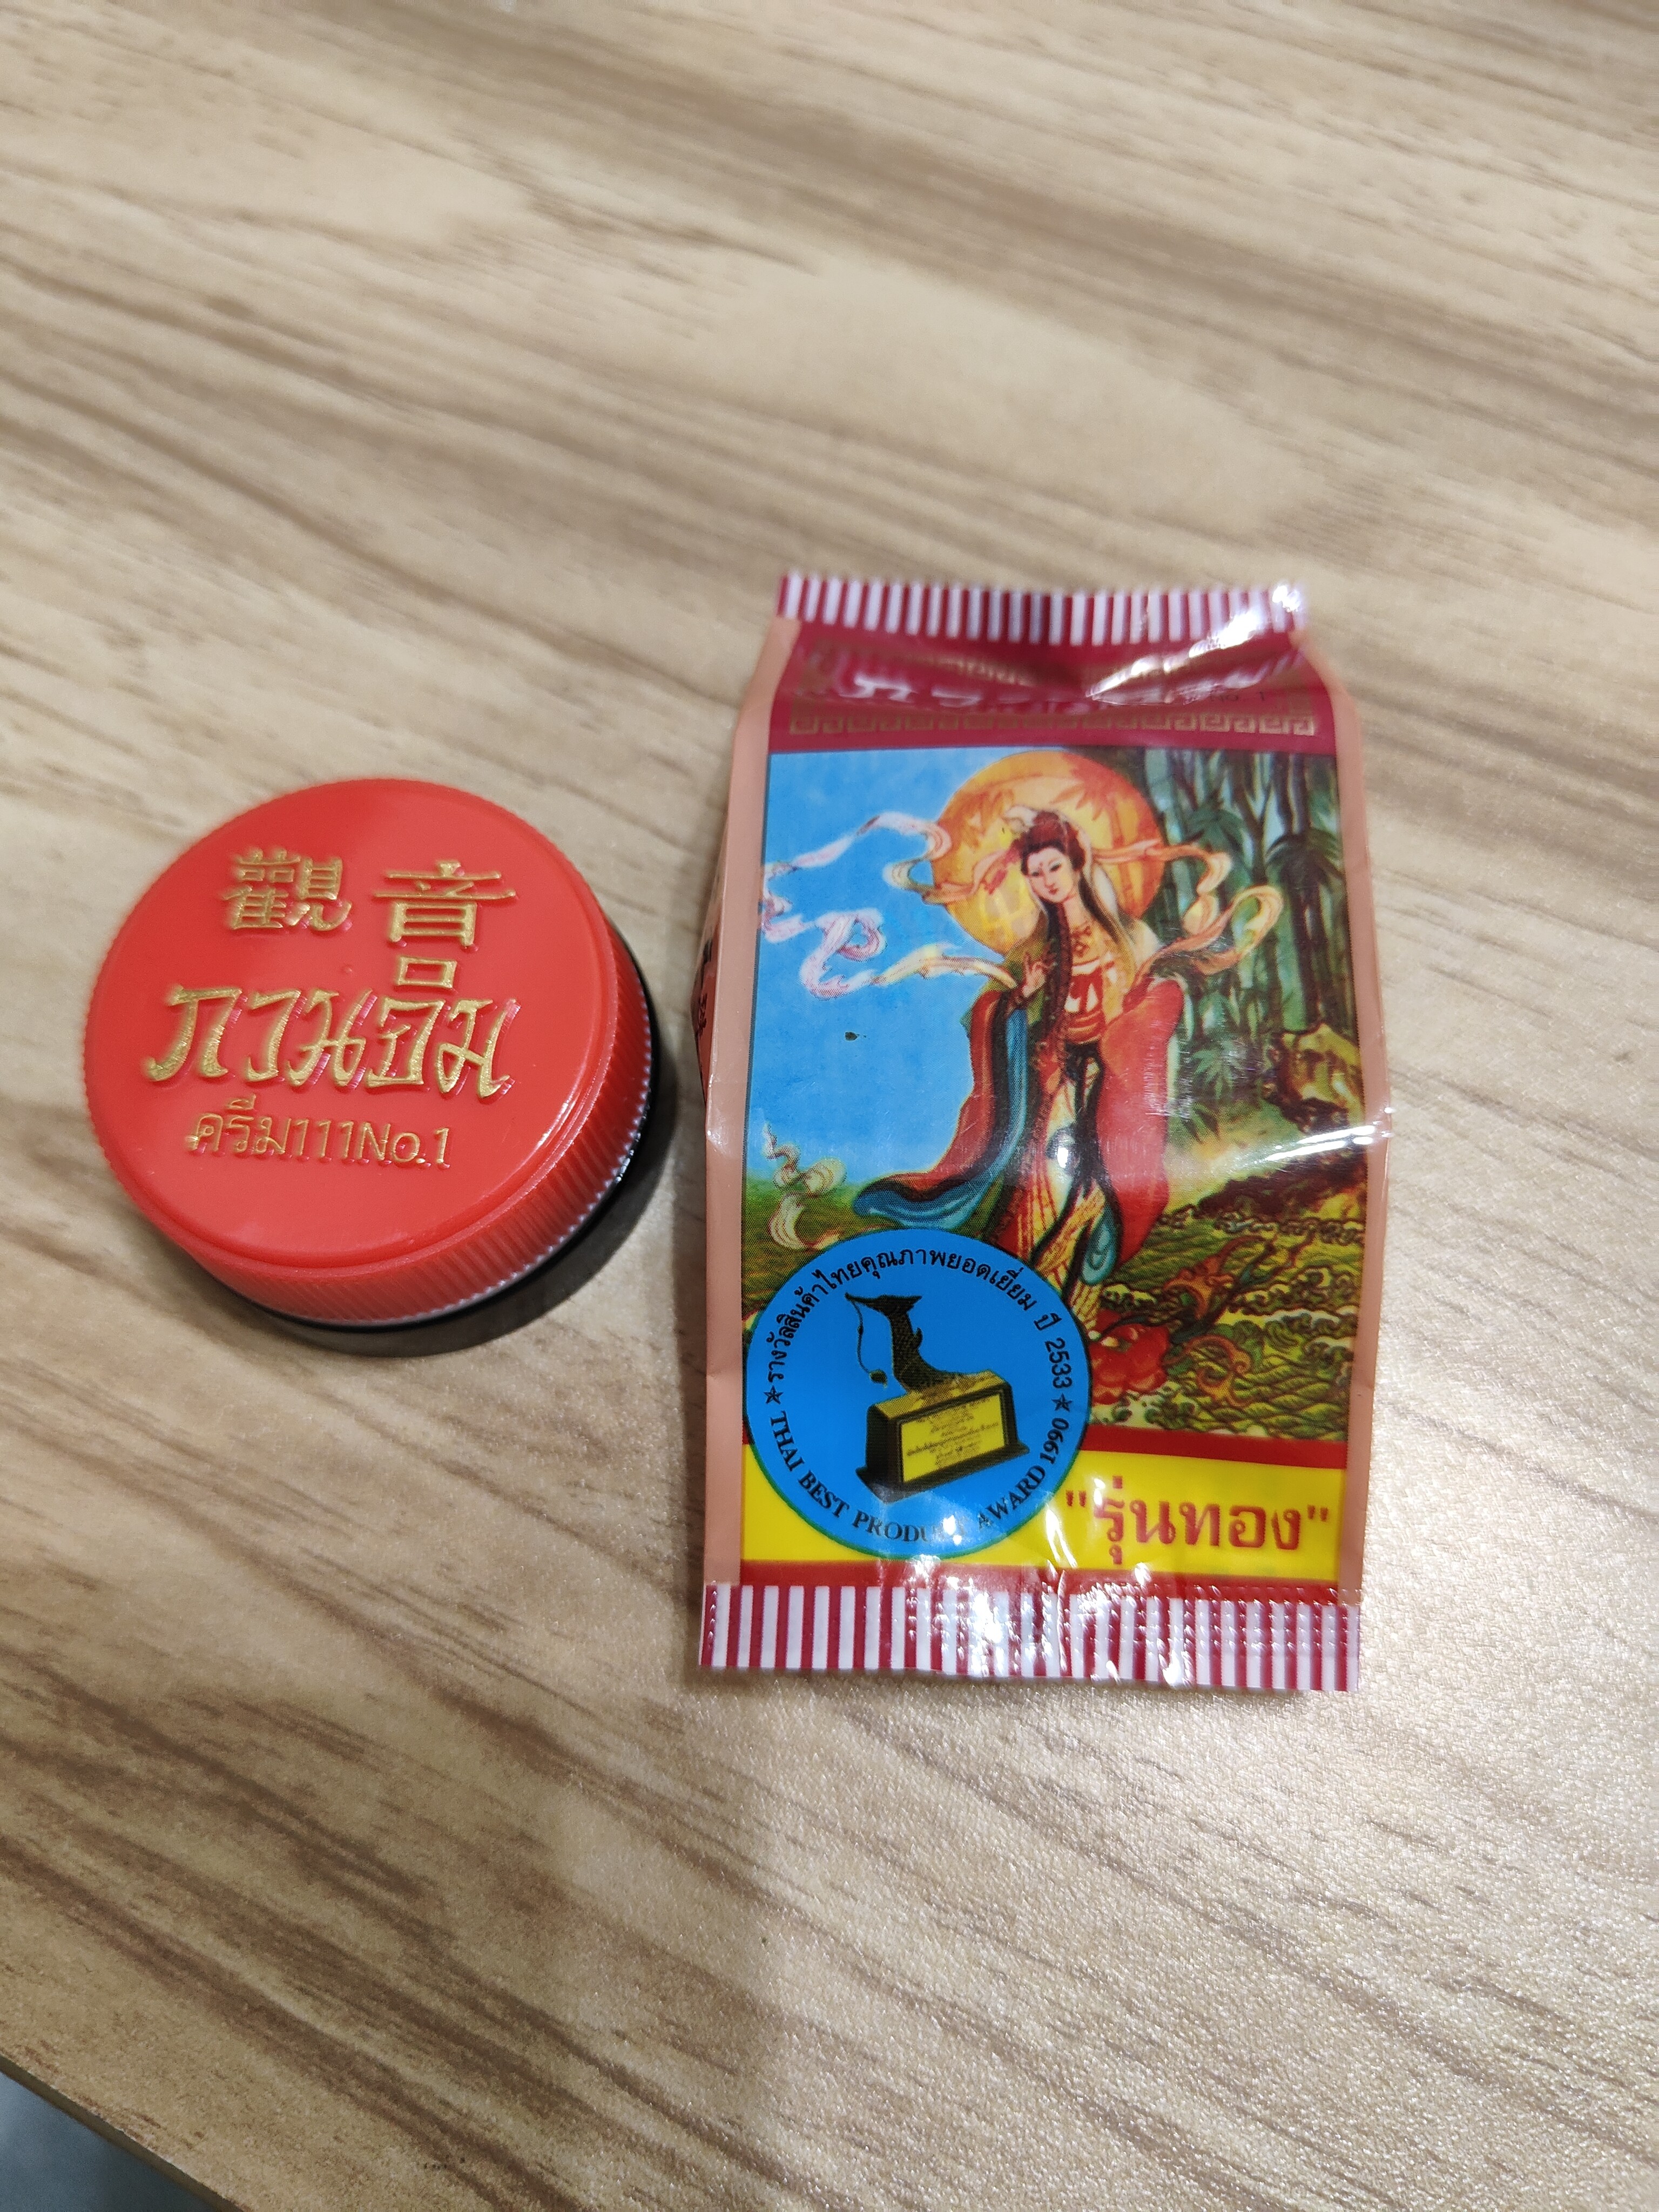 觀音
กวนอิม
ครีม111No.1
รางวัลสินค้าไทยคุณภาพยอดเยี่ยม ปี 2533
THAI BEST PRODUCT AWARD 1990
"รุ่นทอง"